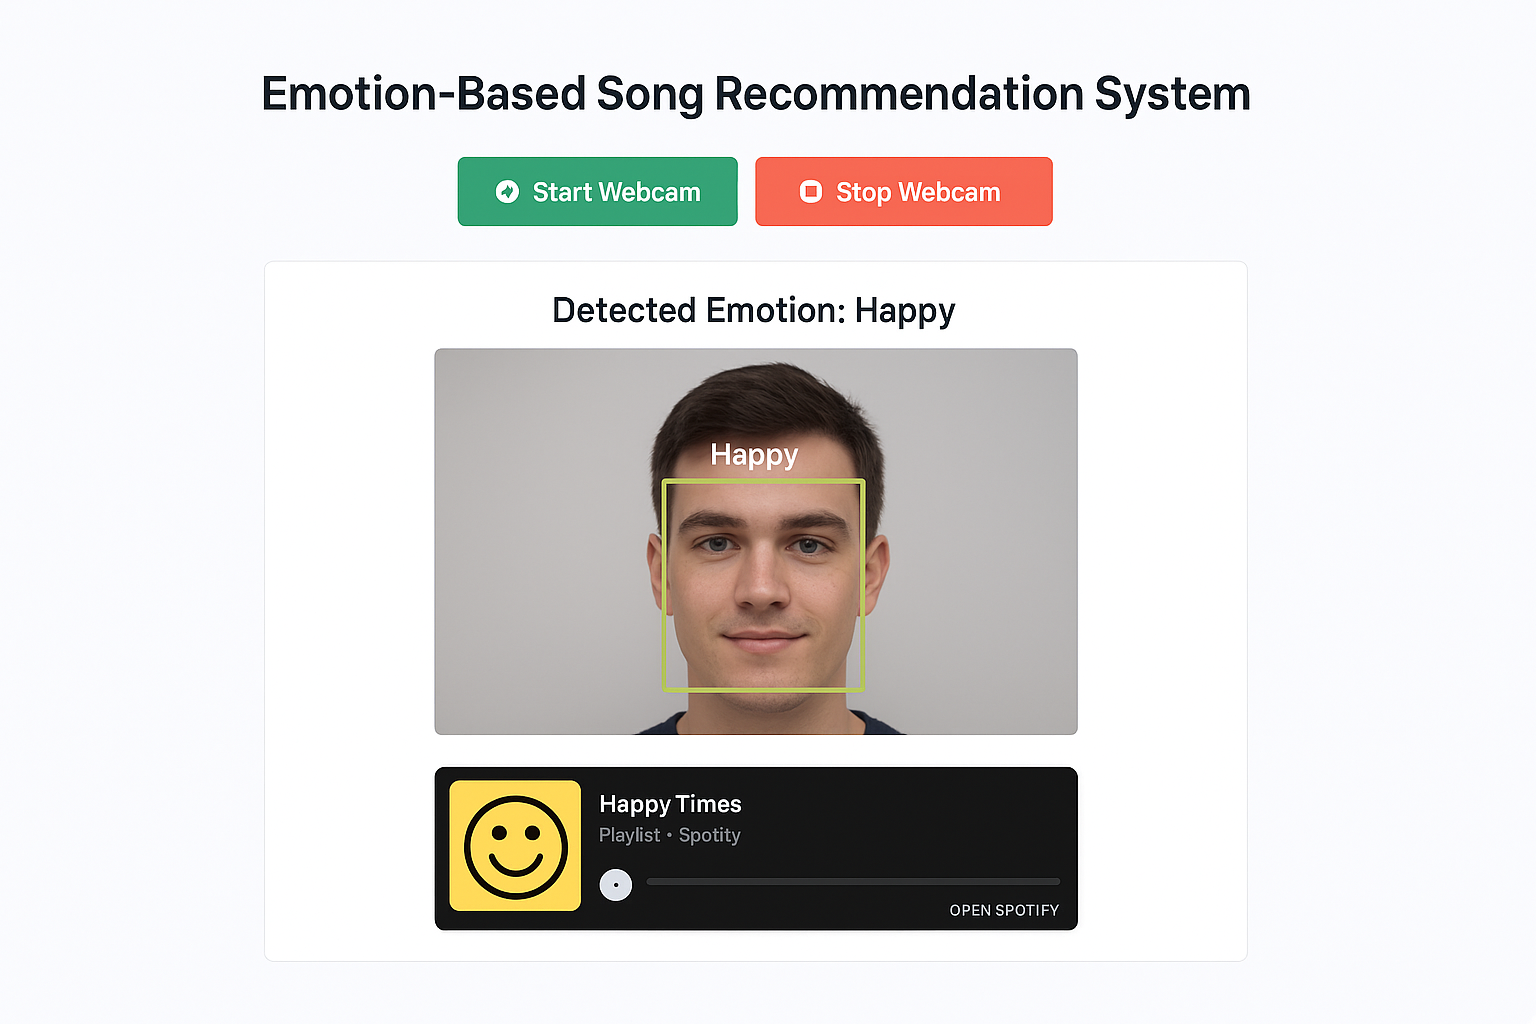 Emotion-Based Song Recommendation System
Start Webcam
Stop Webcam
Detected Emotion: Happy
Happy
Happy Times
Playlist • Spotity
OPEN SPOTIFY